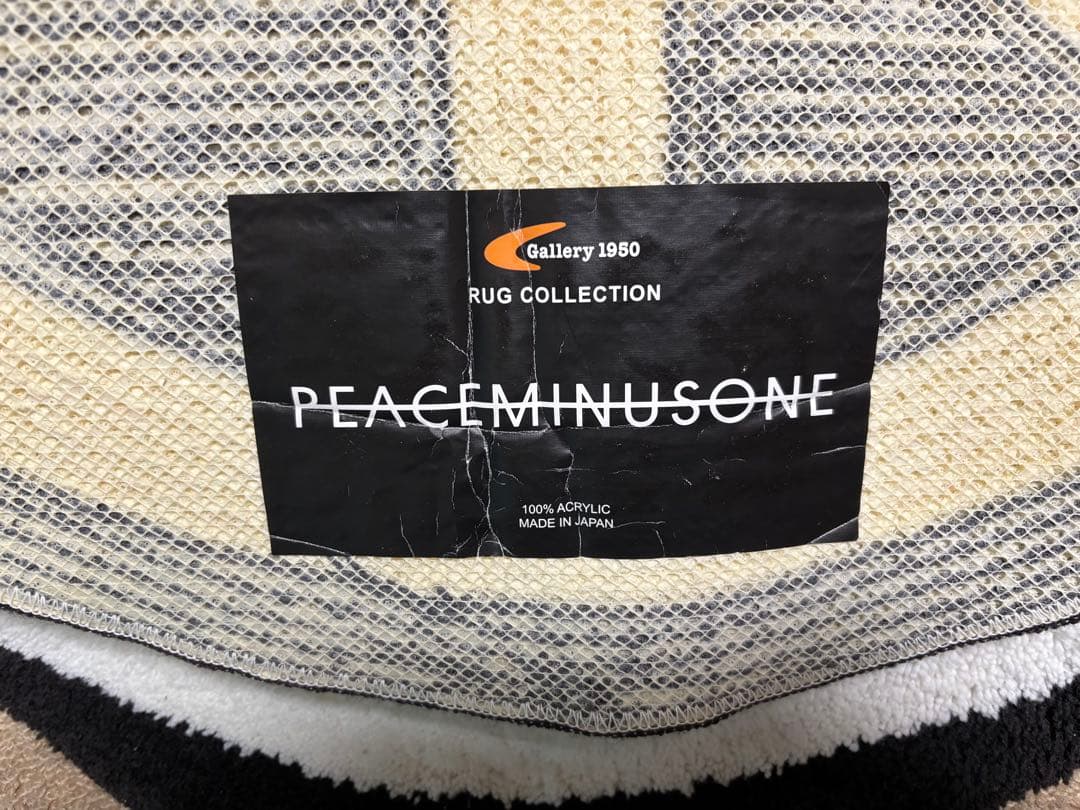 Gallery 1950
RUG COLLECTION
PEACEMINUSONE
100% ACRYLIC
MADE IN JAPAN